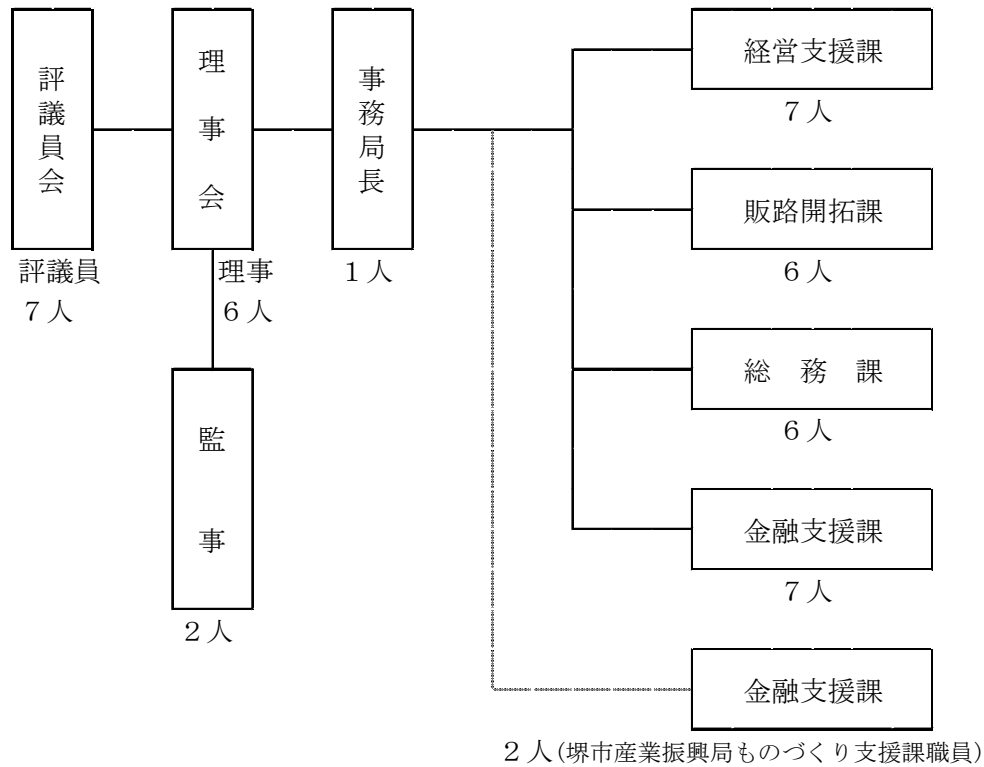 評議員会
評議員
７人
理事会
理事
６人
監事
２人
事務局長
１人
経営支援課
７人
販路開拓課
６人
総　務　課
６人
金融支援課
７人
金融支援課
２人(堺市産業振興局ものづくり支援課職員)